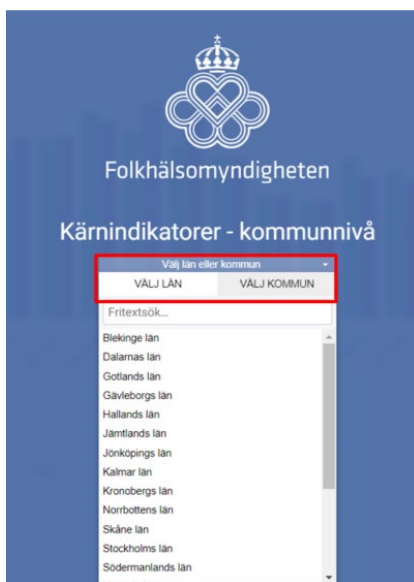 Folkhälsomyndigheten
Kärnindikatorer - kommunnivå
Välj län eller kommun
VÄLJ LÄN VÄLJ KOMMUN
Fritextsök...
Blekinge län
Dalarnas län
Gotlands län
Gävleborgs län
Hallands län
Jämtlands län
Jönköpings län
Kalmar län
Kronobergs län
Norrbottens län
Skåne län
Stockholms län
Södermanlands län